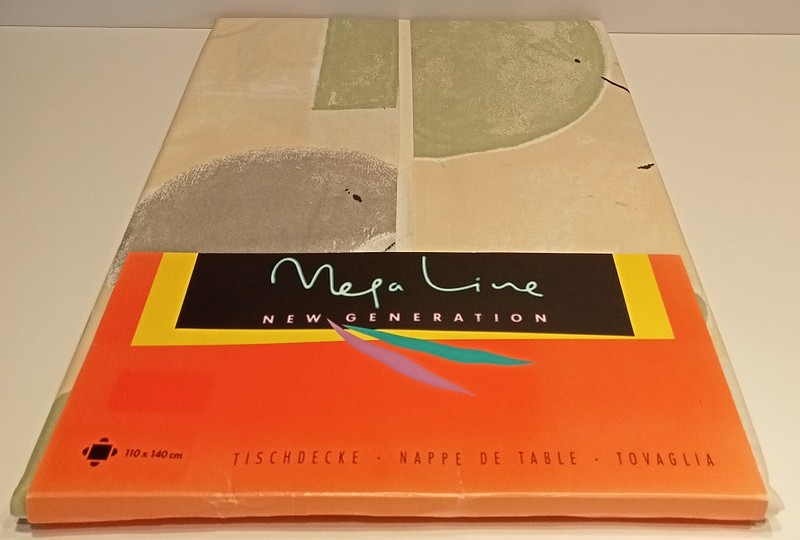 Mega Line
NEW GENERATION
110 x 140 cm
TISCHDECKE · NAPPE DE TABLE · TOVAGLIA